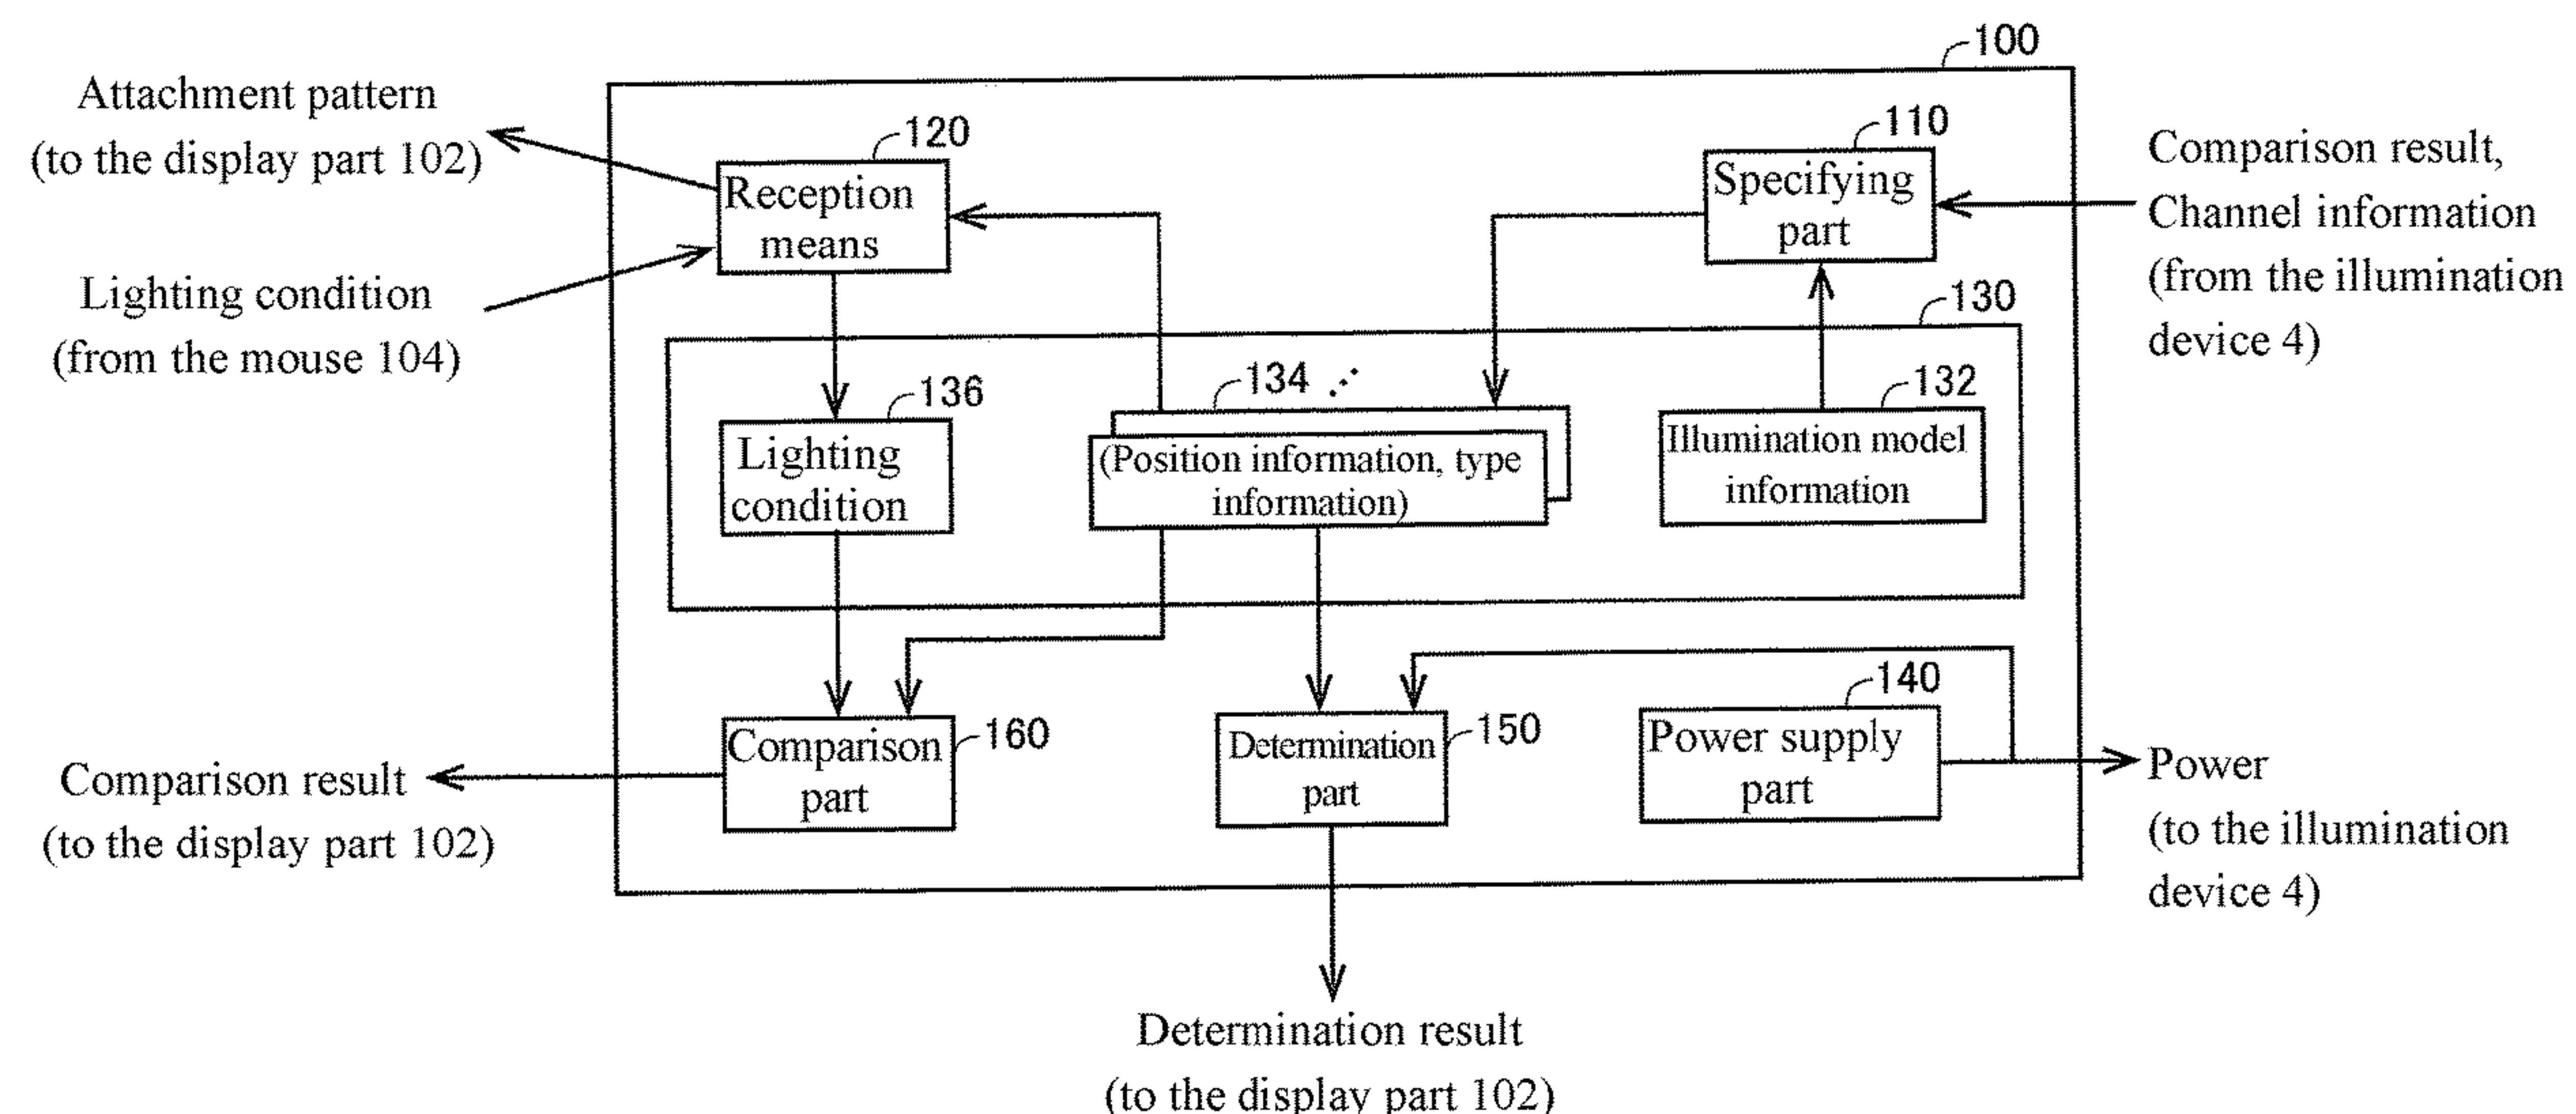 100
Attachment pattern
(to the display part 102)
120
Reception
means
110
Specifying
part
Comparison result,
Channel information
(from the illumination
device 4)
Lighting condition
(from the mouse 104)
130
136
Lighting
condition
134
(Position information, type
information)
132
Illumination model
information
Comparison result
(to the display part 102)
Comparison
part
160
Determination
part
150
140
Power supply
part
Power
(to the illumination
device 4)
Determination result
(to the display part 102)